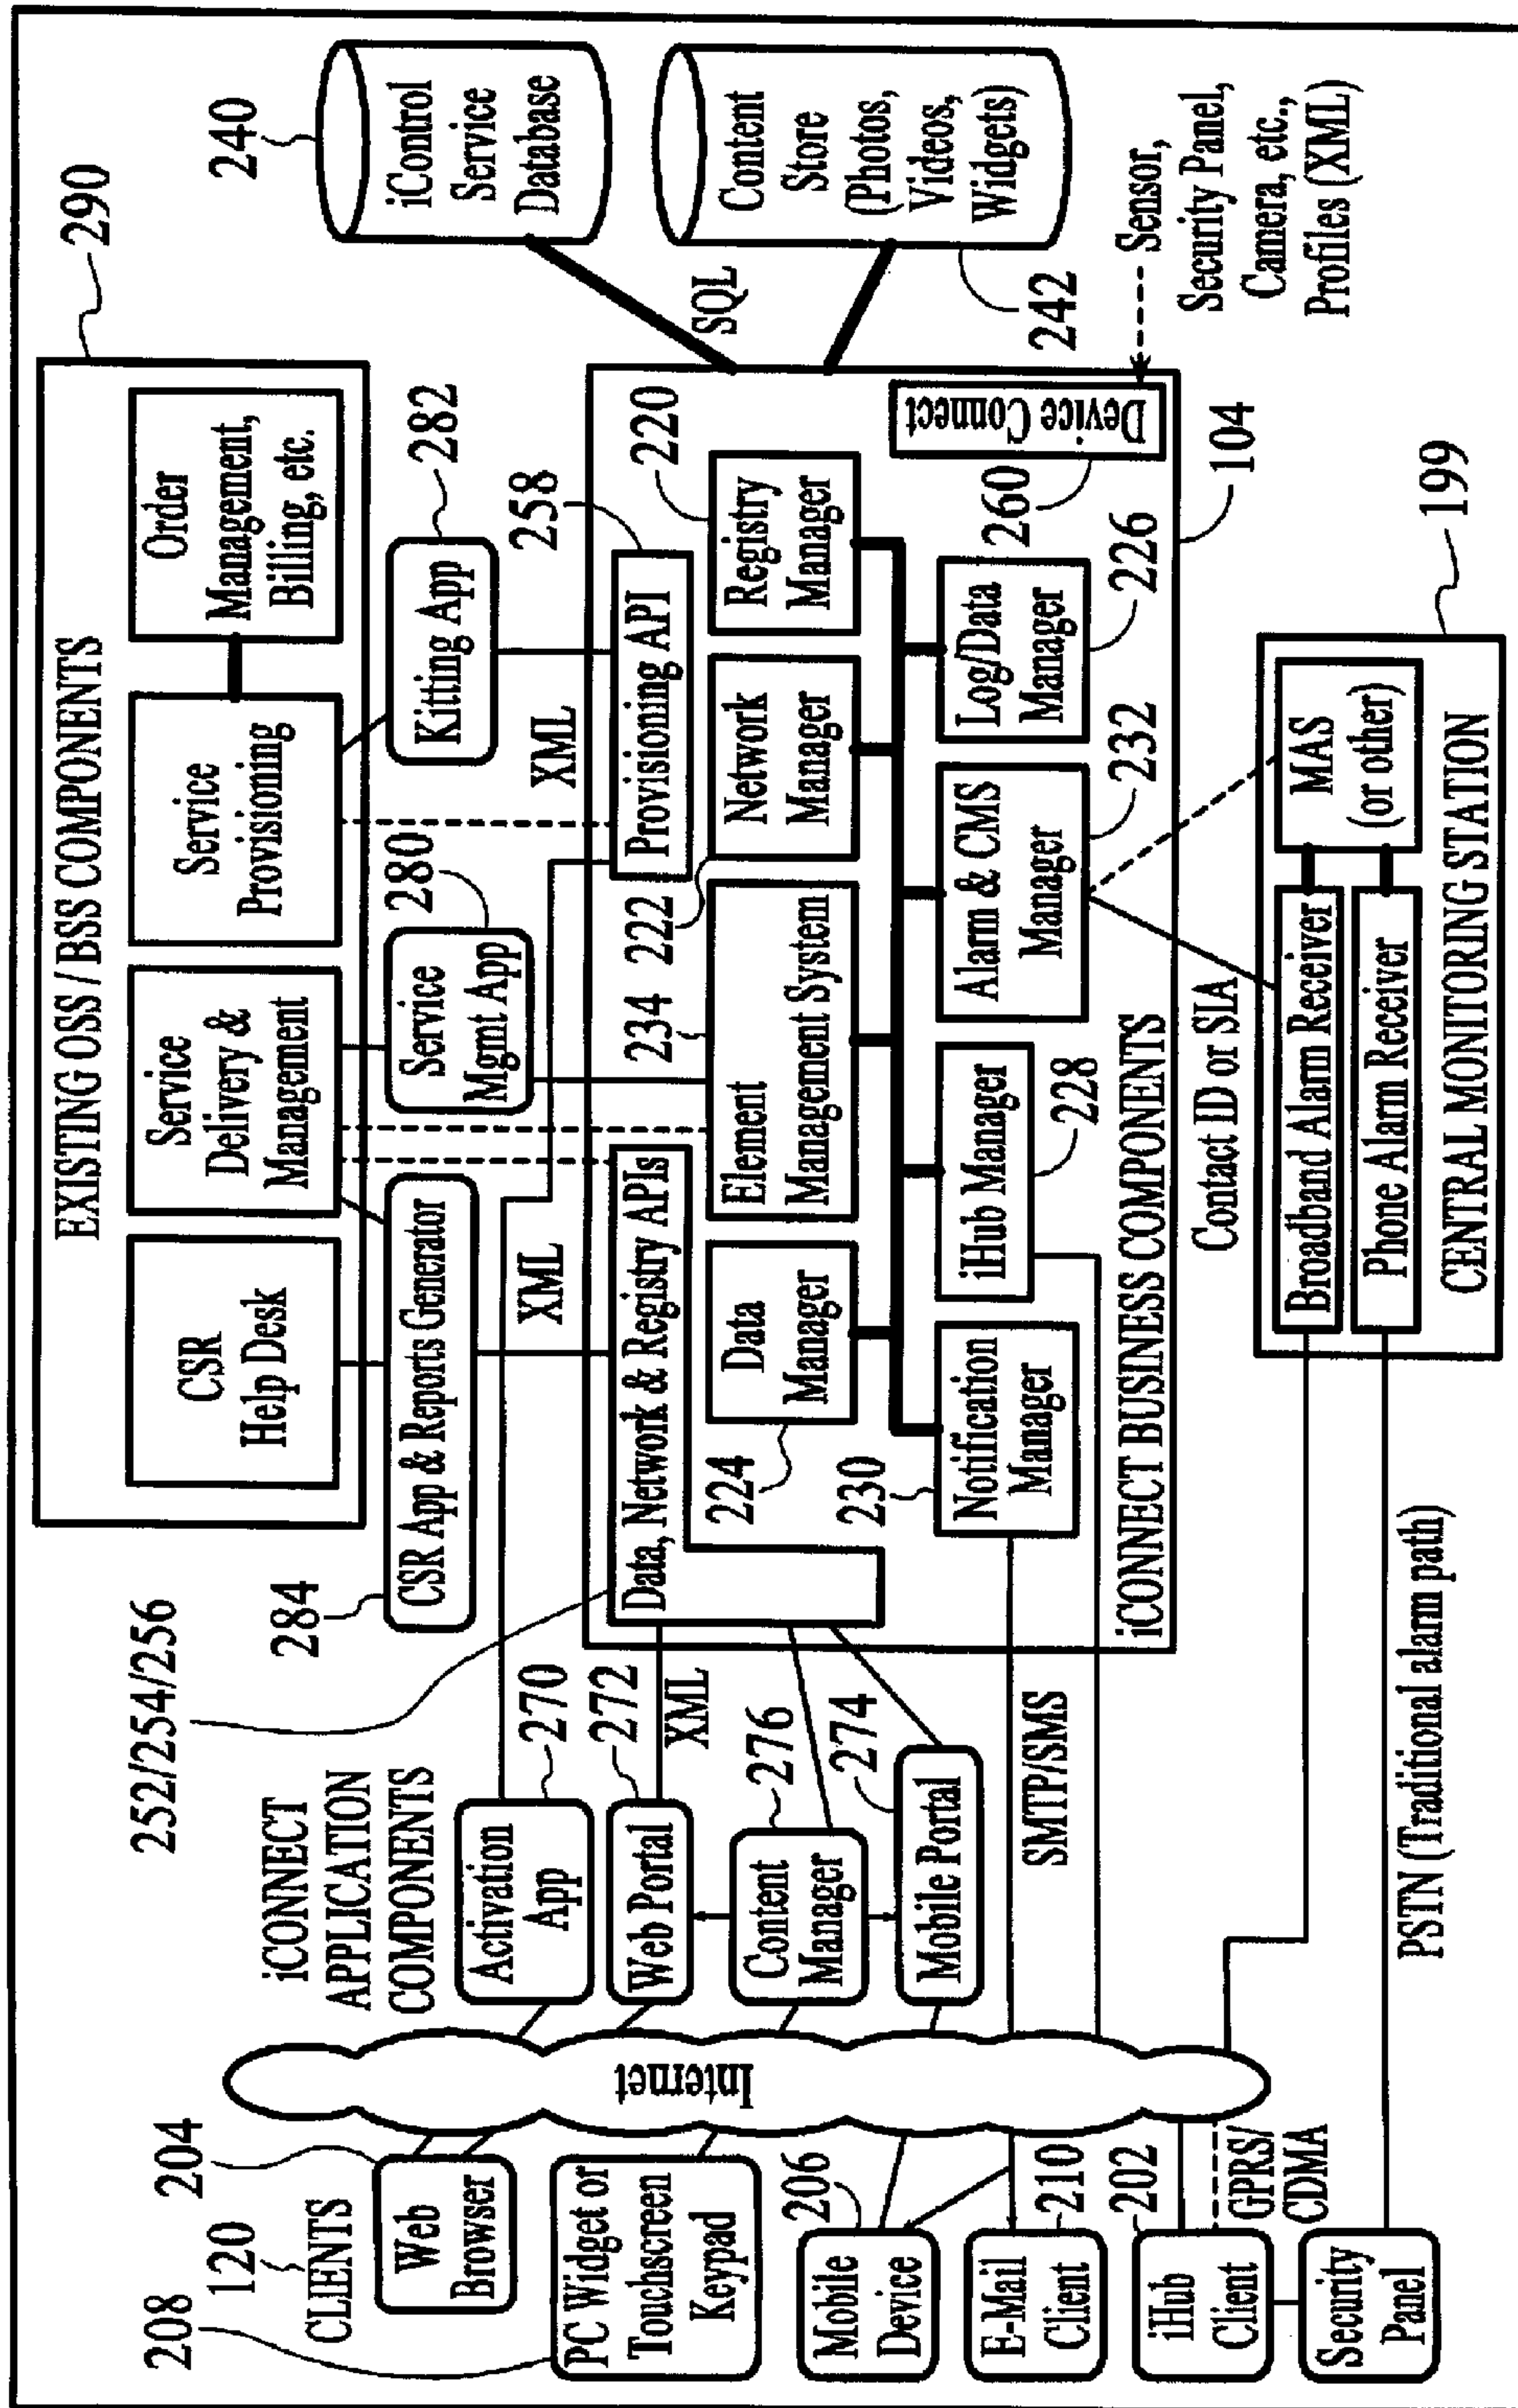 EXISTING OSS / BSS COMPONENTS
290
CSR
Help Desk
Service
Delivery &
Management
Service
Provisioning
Order
Management,
Billing, etc.
240
iControl
Service
Database
Content
Store
(Photos,
Videos,
Widgets)
242
SQL
284
CSR App & Reports Generator
280
Service
Mgmt App
Kitting App
282
258
XML
XML
252/254/256
Data, Network & Registry APIs
Provisioning API
234
222
220
224
Data
Manager
Element
Management System
Network
Manager
Registry
Manager
230
Notification
Manager
iHub Manager
228
Alarm & CMS
Manager
232
Log/Data
Manager
226
260
Device Connect
Sensor,
Security Panel,
Camera, etc.,
Profiles (XML)
104
iCONNECT BUSINESS COMPONENTS
iCONNECT
APPLICATION
COMPONENTS
Activation
App
270
Web Portal
272
XML
Content
Manager
276
Mobile Portal
274
SMTP/SMS
Internet
208
120
CLIENTS
204
Web
Browser
PC Widget or
Touchscreen
Keypad
Mobile
Device
206
E-Mail
Client
210
iHub
Client
202
GPRS/
CDMA
Security
Panel
PSTN (Traditional alarm path)
Contact ID or SIA
199
Broadband Alarm Receiver
Phone Alarm Receiver
MAS
(or other)
CENTRAL MONITORING STATION